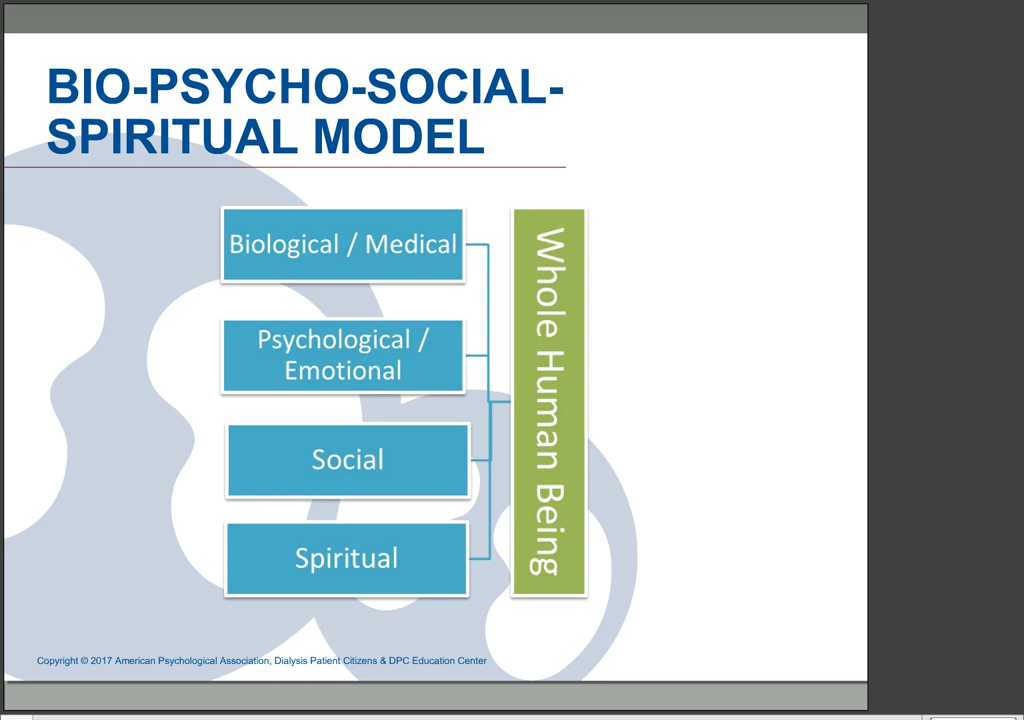 BIO-PSYCHO-SOCIAL-
SPIRITUAL MODEL
Biological / Medical
Psychological /
Emotional
Social
Spiritual
Whole Human Being
Copyright © 2017 American Psychological Association, Dialysis Patient Citizens & DPC Education Center